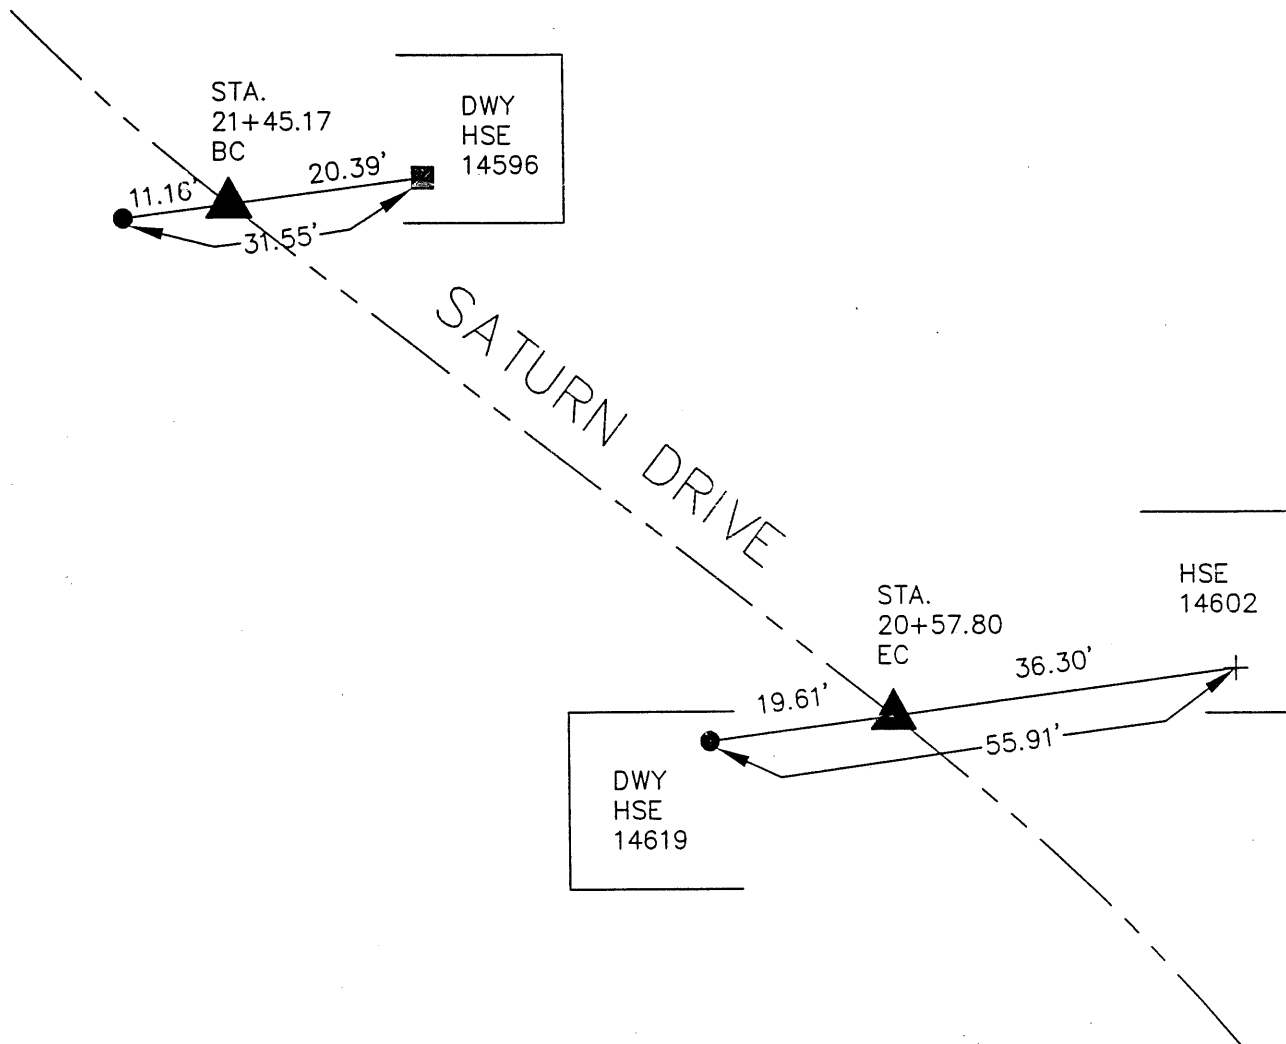 STA.
21+45.17
BC
DWY
HSE
14596
11.16'
20.39'
31.55'
SATURN DRIVE
STA.
20+57.80
EC
HSE
14602
19.61'
36.30'
55.91'
DWY
HSE
14619